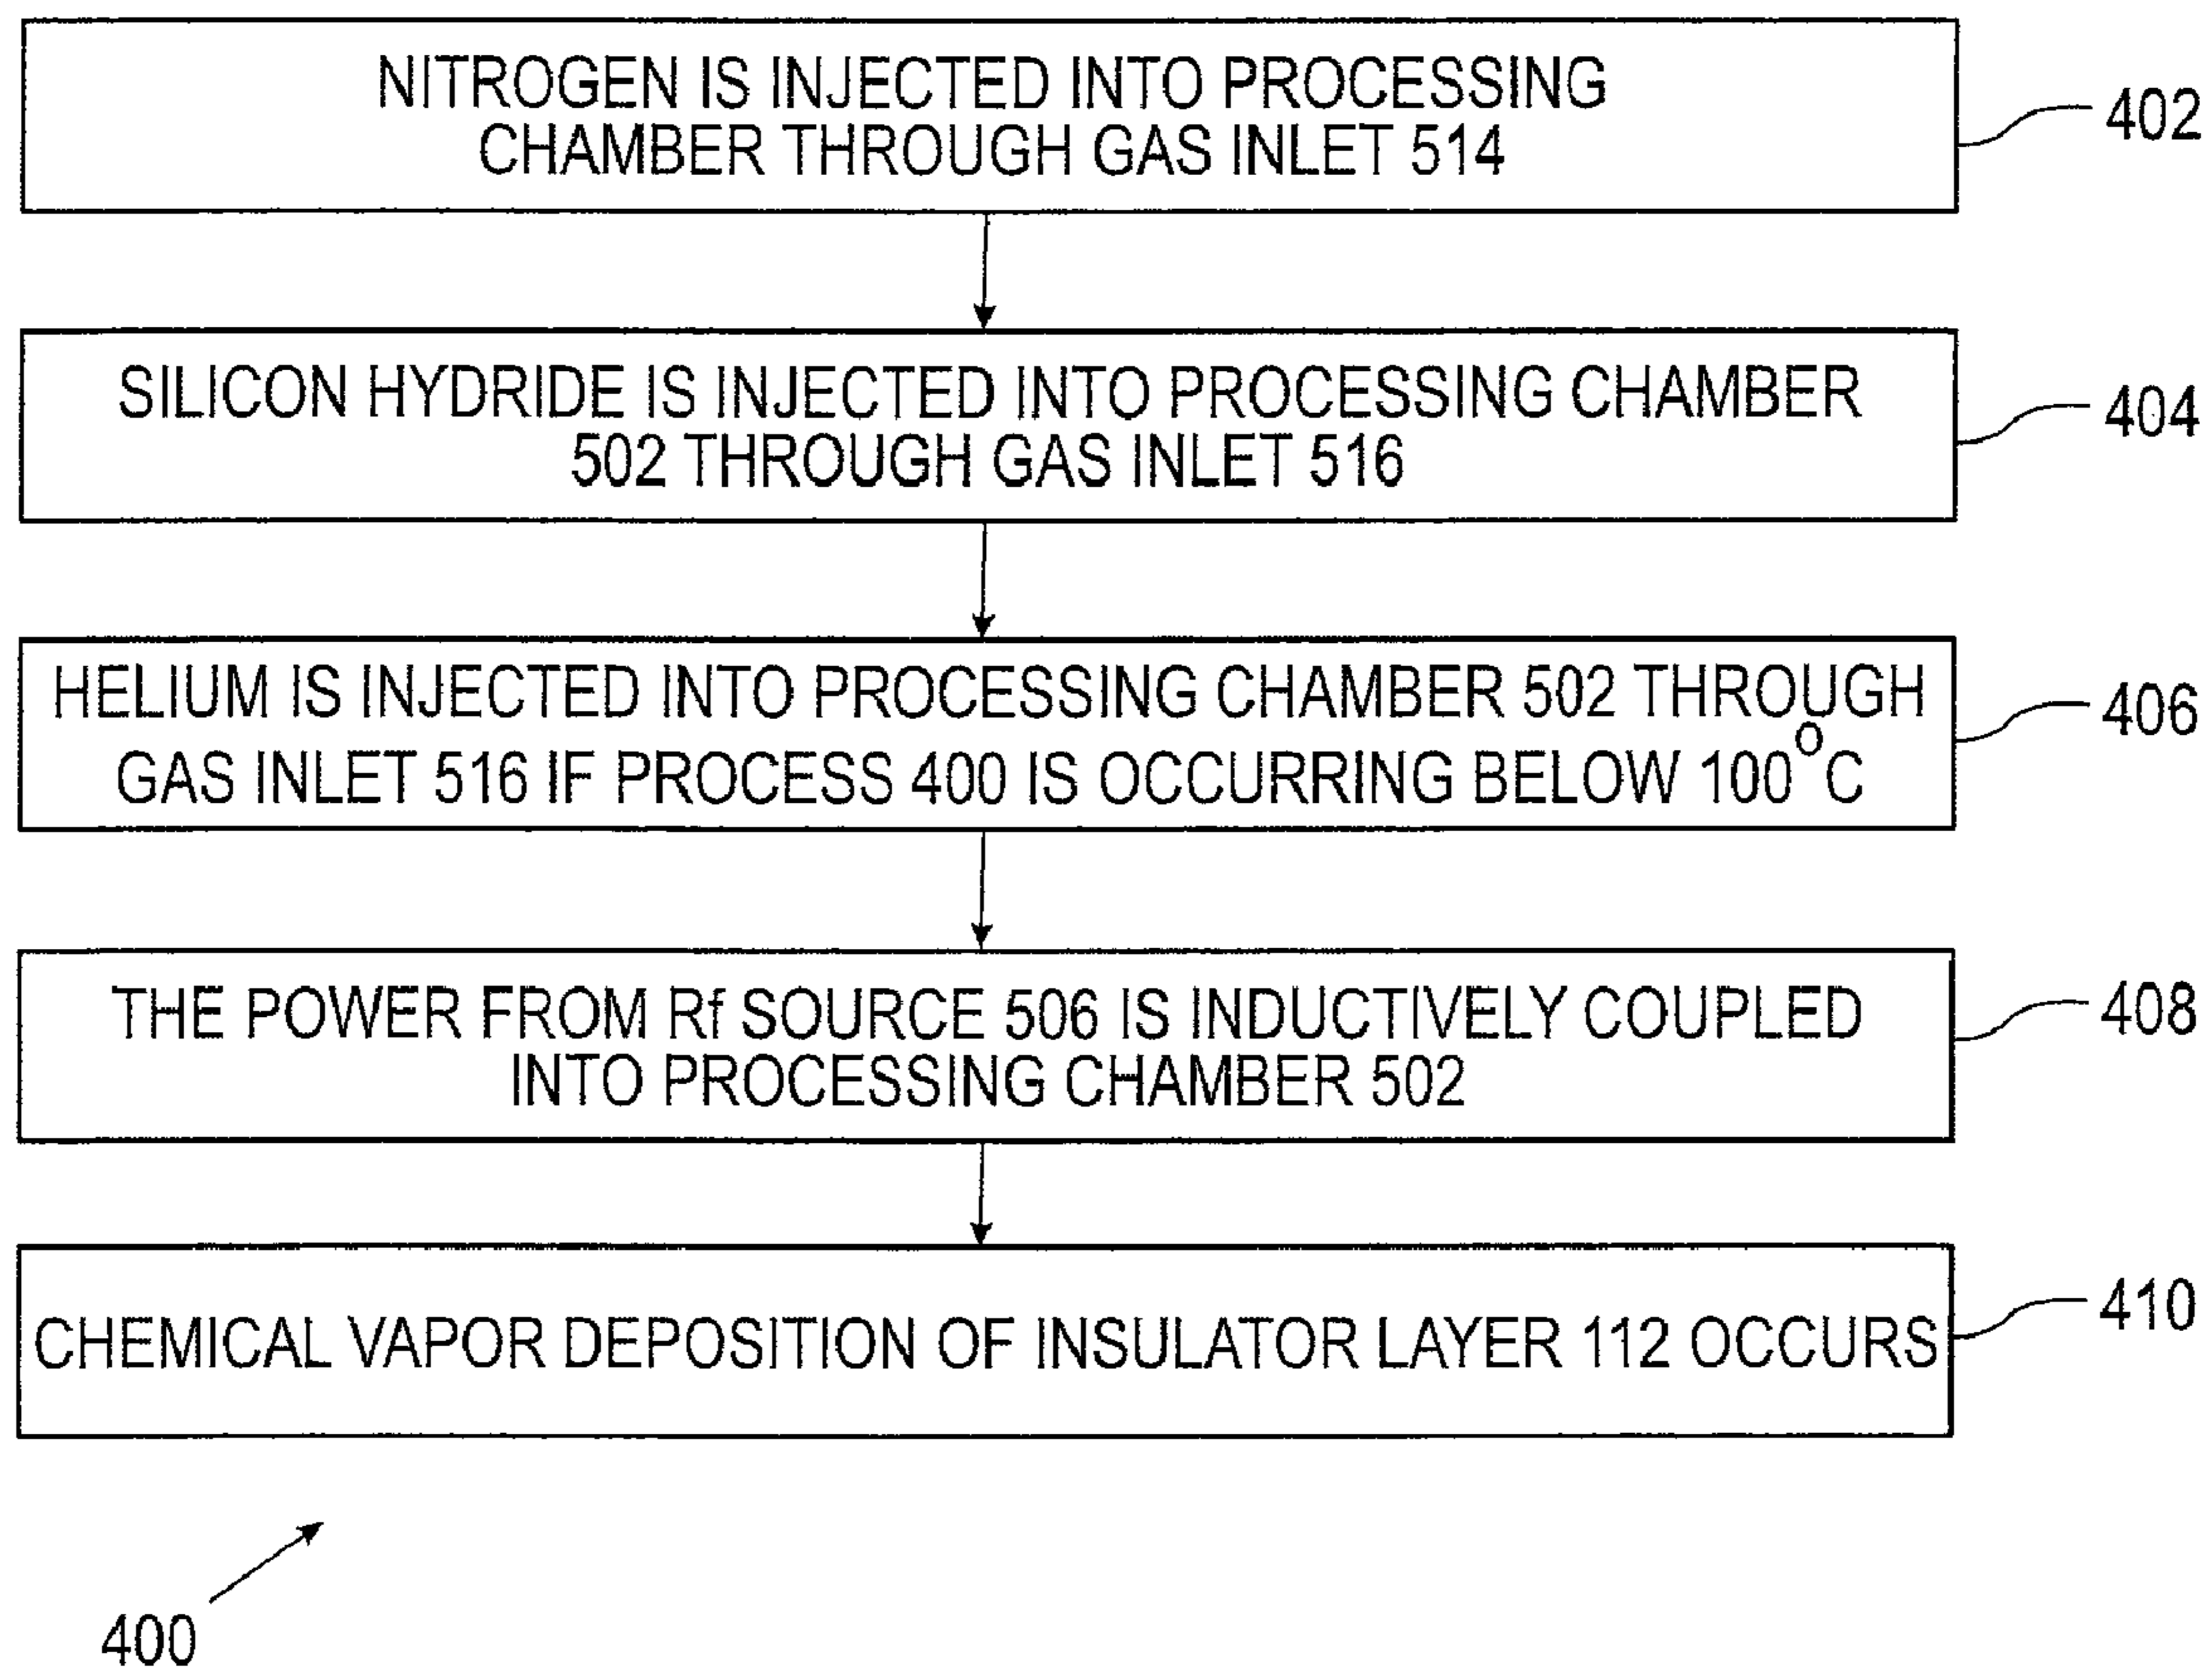 NITROGEN IS INJECTED INTO PROCESSING
CHAMBER THROUGH GAS INLET 514
402
SILICON HYDRIDE IS INJECTED INTO PROCESSING CHAMBER
502 THROUGH GAS INLET 516
404
HELIUM IS INJECTED INTO PROCESSING CHAMBER 502 THROUGH
GAS INLET 516 IF PROCESS 400 IS OCCURRING BELOW 100°C
406
THE POWER FROM Rf SOURCE 506 IS INDUCTIVELY COUPLED
INTO PROCESSING CHAMBER 502
408
CHEMICAL VAPOR DEPOSITION OF INSULATOR LAYER 112 OCCURS
410
400